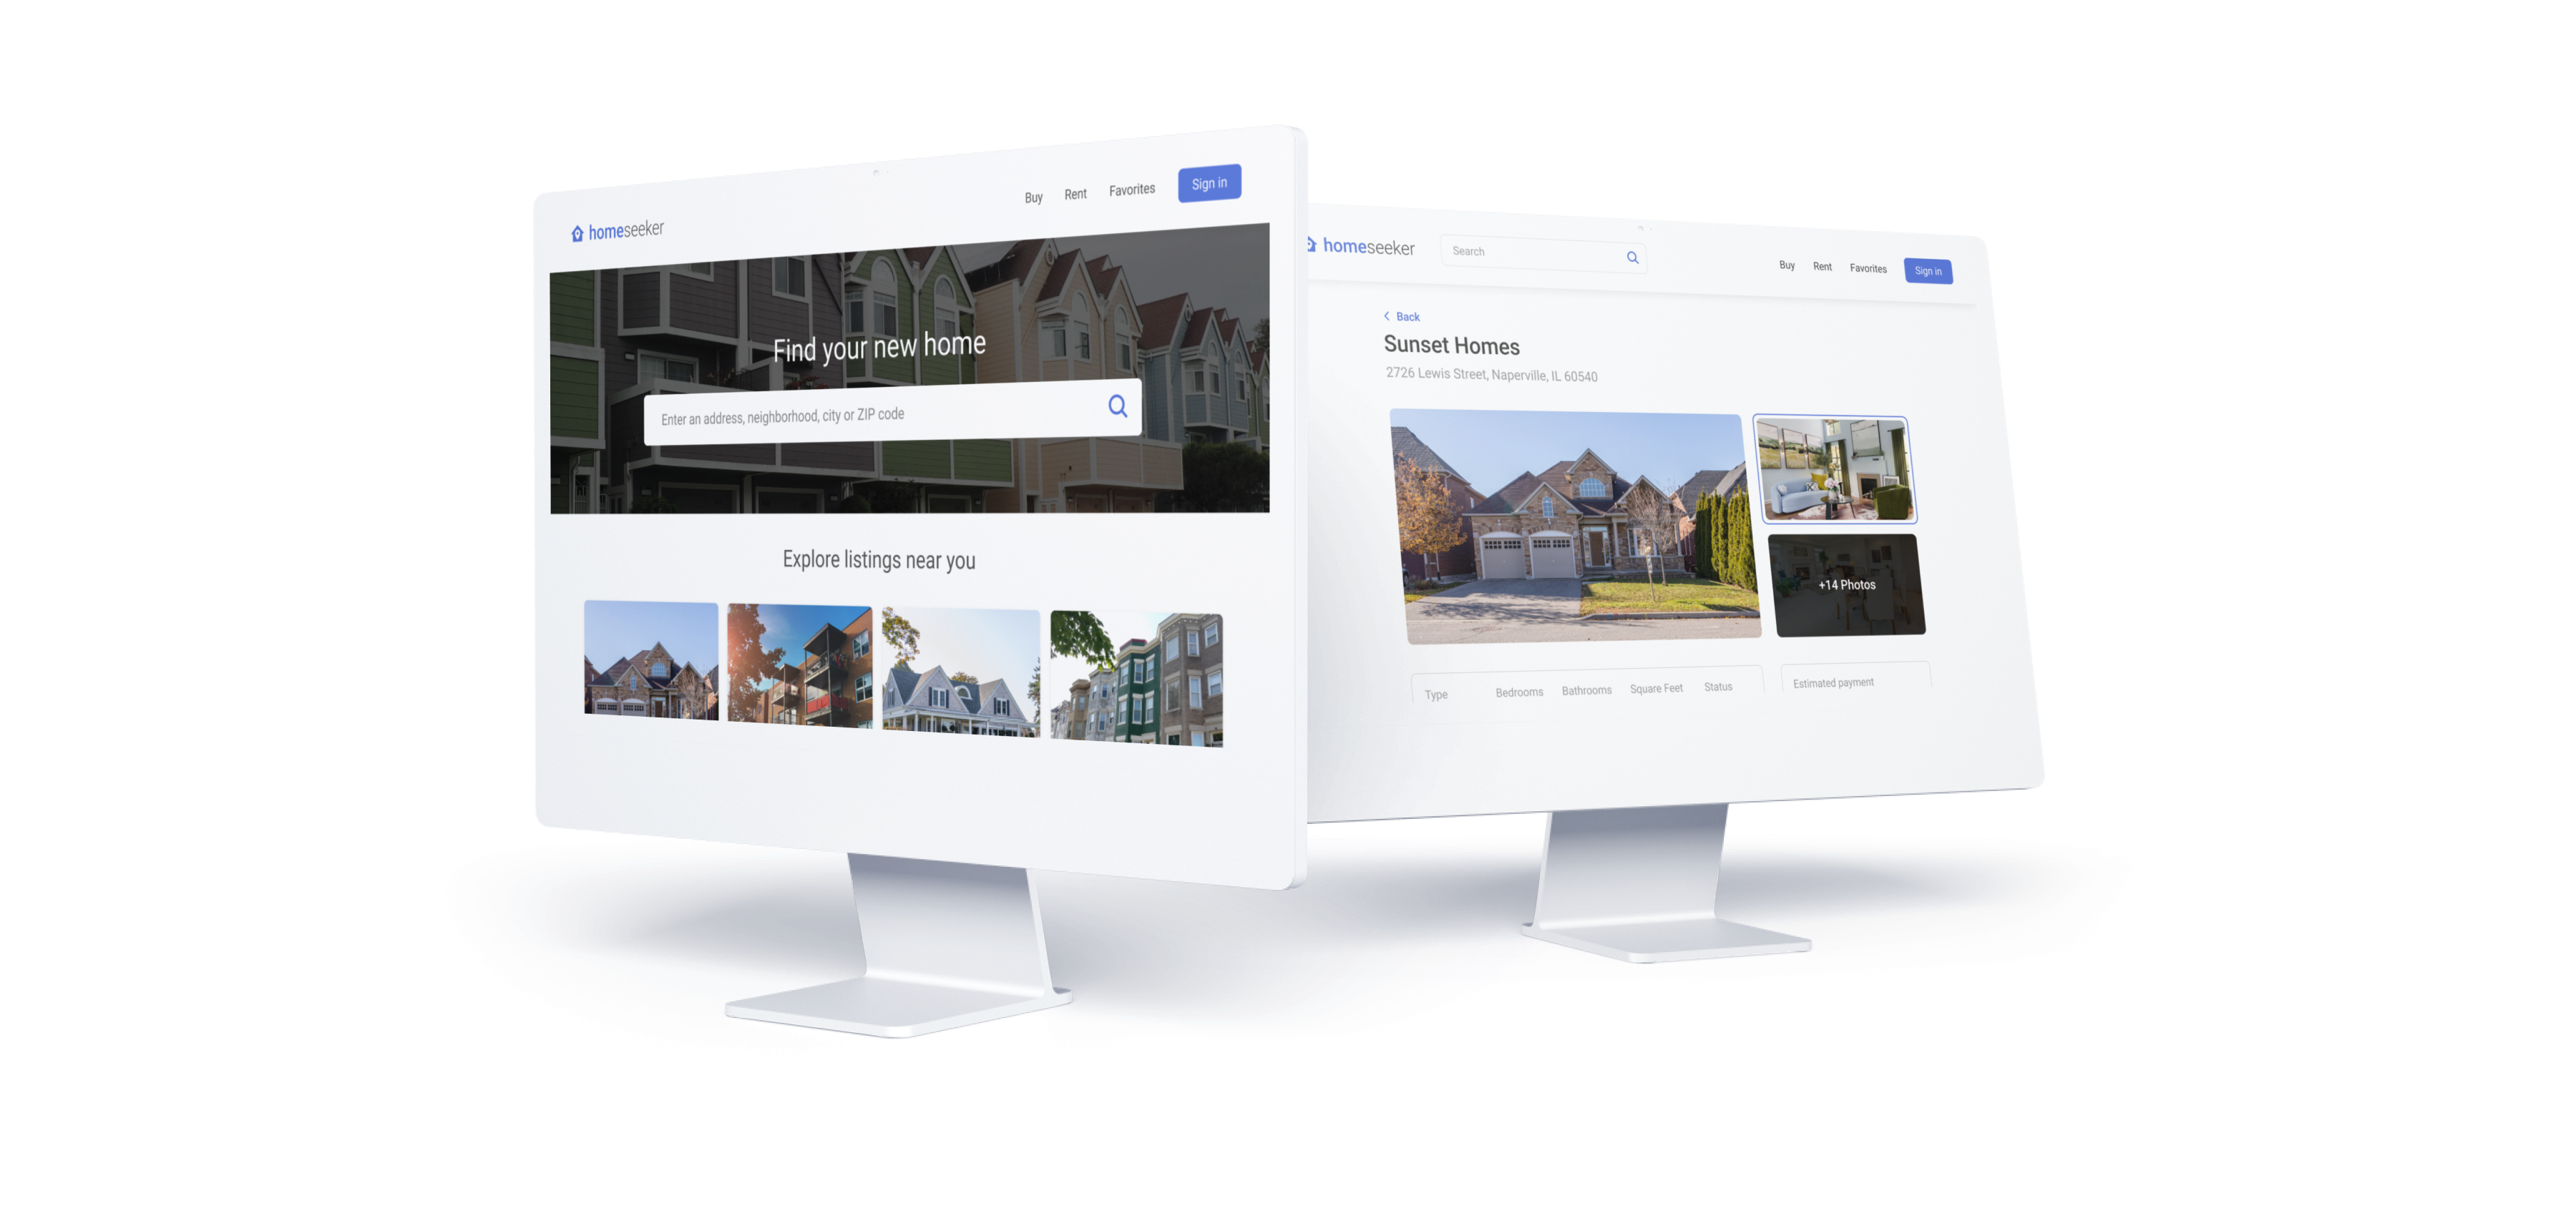 homeseeker
Buy Rent Favorites Sign in
Find your new home
Enter an address, neighborhood, city or ZIP code
Explore listings near you
homeseeker
Search
Buy Rent Favorites Sign in
Back
Sunset Homes
2726 Lewis Street, Naperville, IL 60540
+14 Photos
Type Bedrooms Bathrooms Square Feet Status
Estimated payment